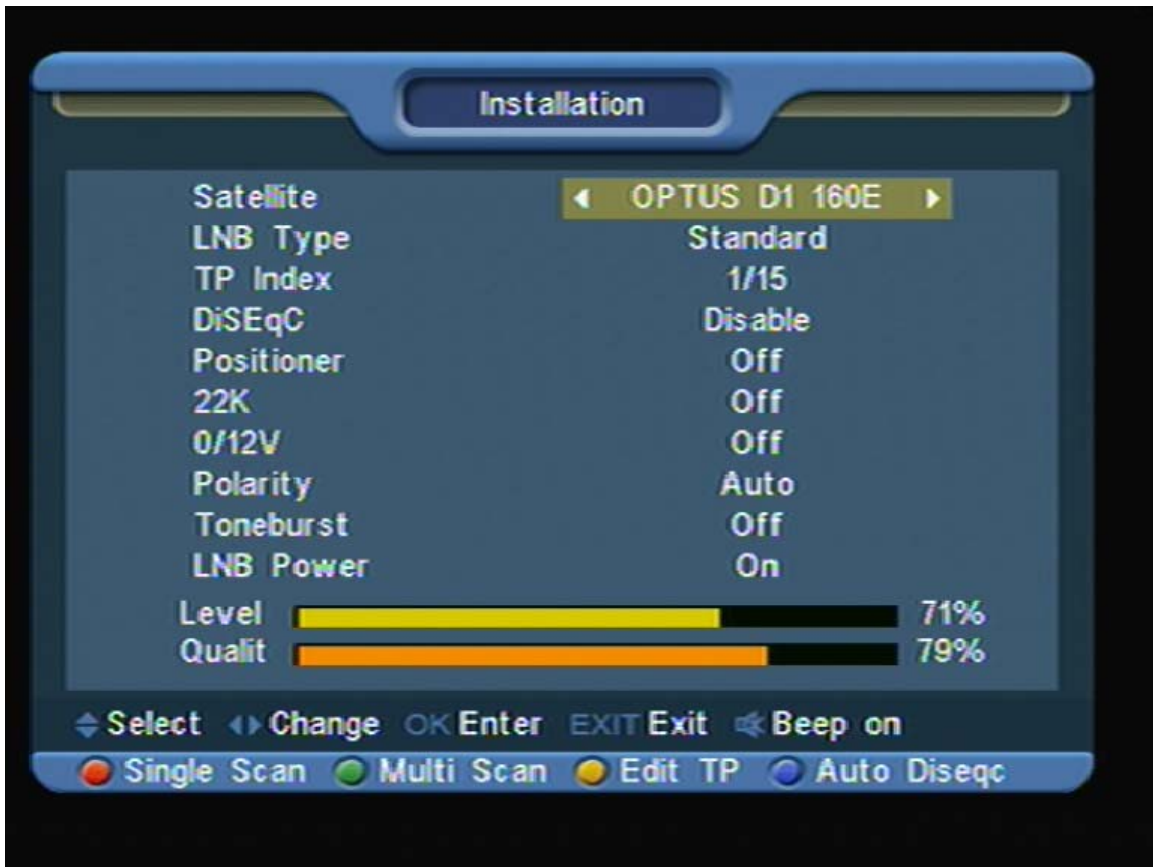 Installation
Satellite OPTUS D1 160E
LNB Type Standard
TP Index 1/15
DiSEqC Disable
Positioner Off
22K Off
0/12V Off
Polarity Auto
Toneburst Off
LNB Power On
Level 71%
Qualit 79%
Select Change OK Enter EXIT Exit Beep on
Single Scan Multi Scan Edit TP Auto Diseqc